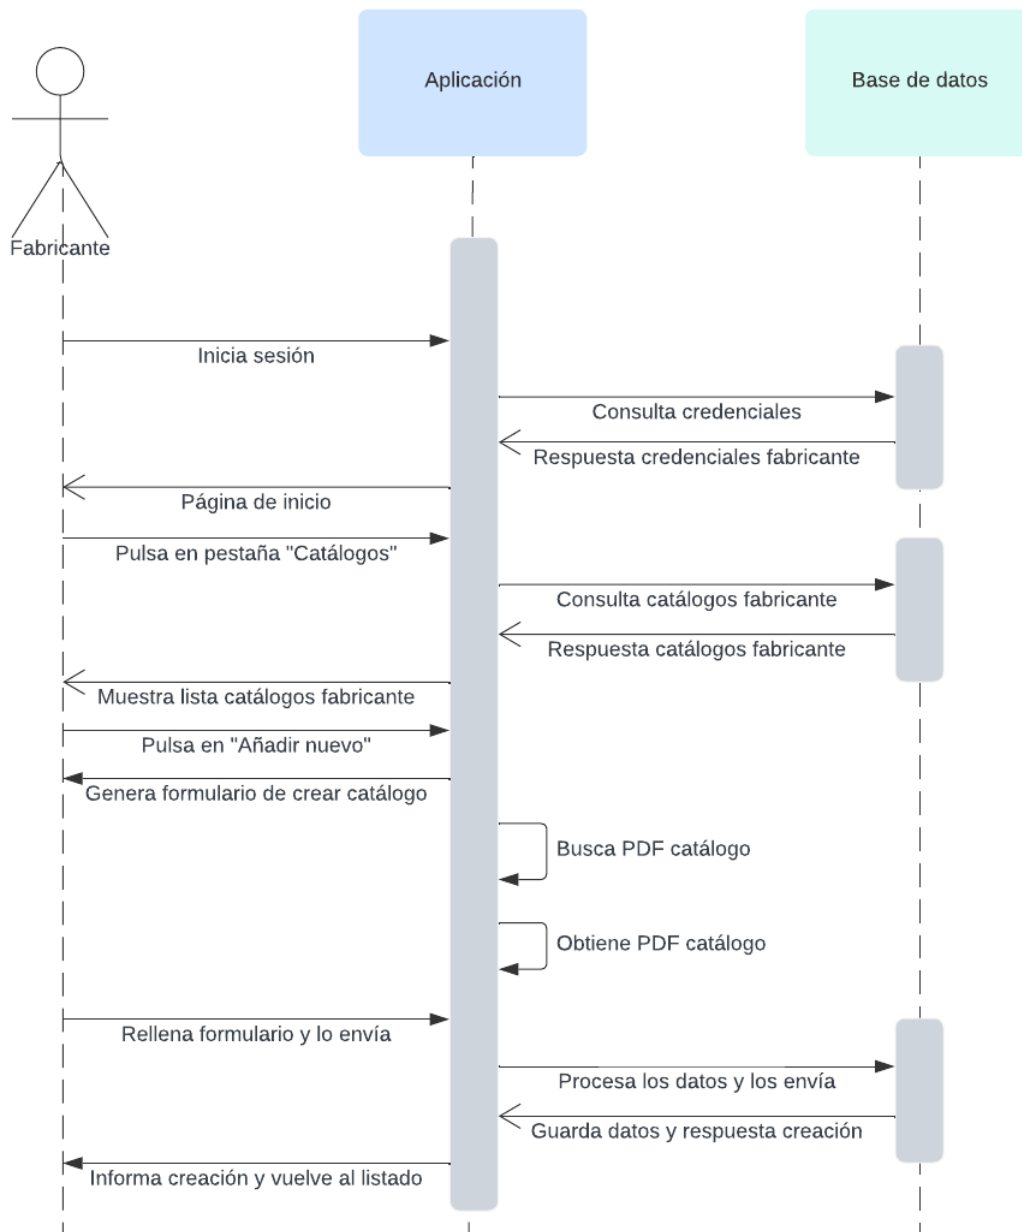 Aplicación
Base de datos
Fabricante
Inicia sesión
Consulta credenciales
Respuesta credenciales fabricante
Página de inicio
Pulsa en pestaña "Catálogos"
Consulta catálogos fabricante
Respuesta catálogos fabricante
Muestra lista catálogos fabricante
Pulsa en "Añadir nuevo"
Genera formulario de crear catálogo
Busca PDF catálogo
Obtiene PDF catálogo
Rellena formulario y lo envía
Procesa los datos y los envía
Guarda datos y respuesta creación
Informa creación y vuelve al listado